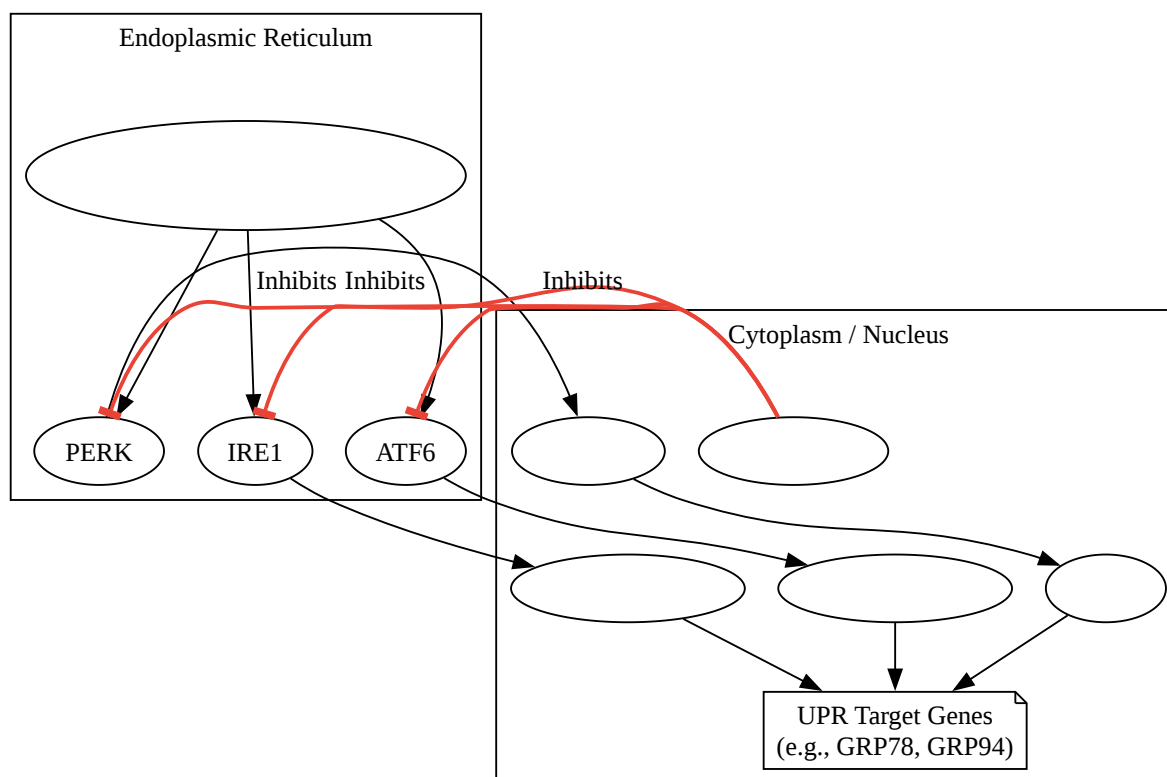 Endoplasmic Reticulum
Inhibits Inhibits Inhibits
Cytoplasm / Nucleus
PERK IRE1 ATF6
UPR Target Genes
(e.g., GRP78, GRP94)